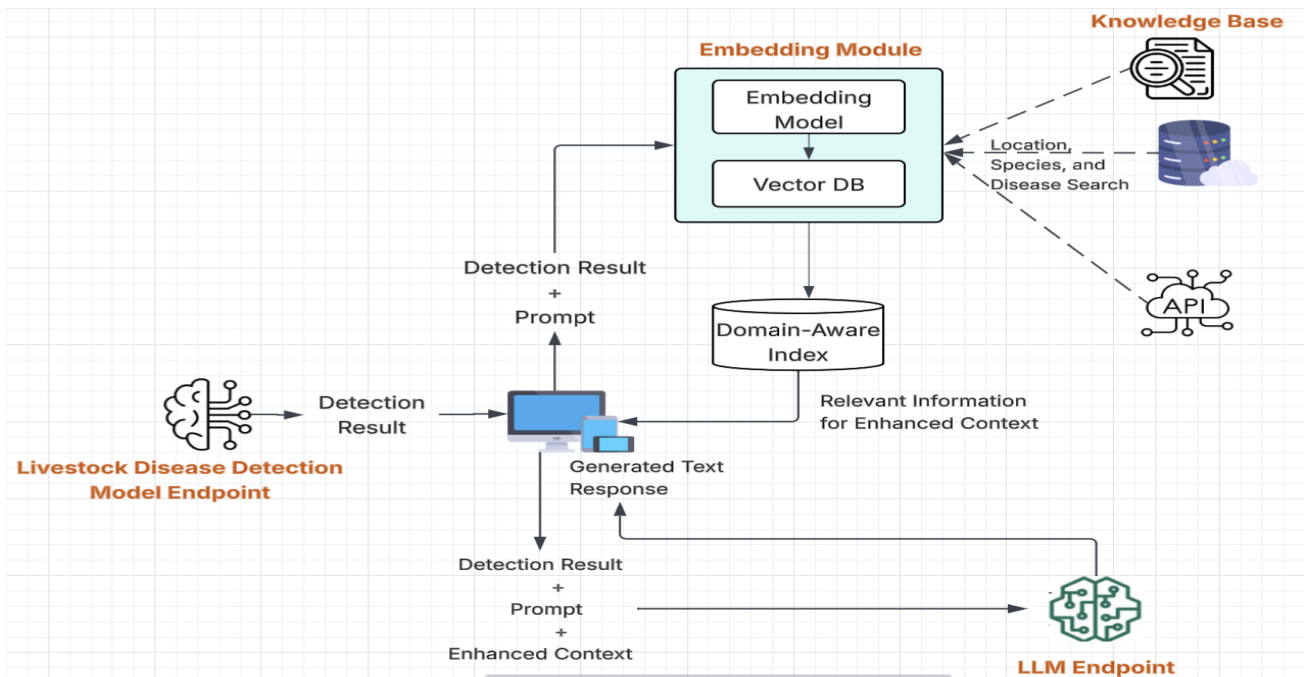 Knowledge Base
Embedding Module
Embedding
Model
Vector DB
Location,
Species, and
Disease Search
API
Detection Result
+
Prompt
Domain-Aware
Index
Relevant Information
for Enhanced Context
Detection
Result
Livestock Disease Detection
Model Endpoint
Generated Text
Response
Detection Result
+
Prompt
+
Enhanced Context
LLM Endpoint